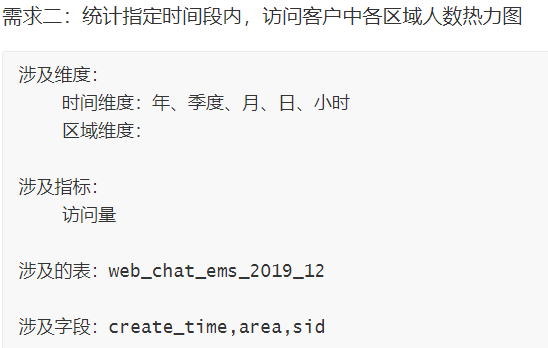 需求二：统计指定时间段内，访问客户中各区域人数热力图
涉及维度：
时间维度：年、季度、月、日、小时
区域维度：
涉及指标：
访问量
涉及的表：web_chat_ems_2019_12
涉及字段：create_time,area,sid